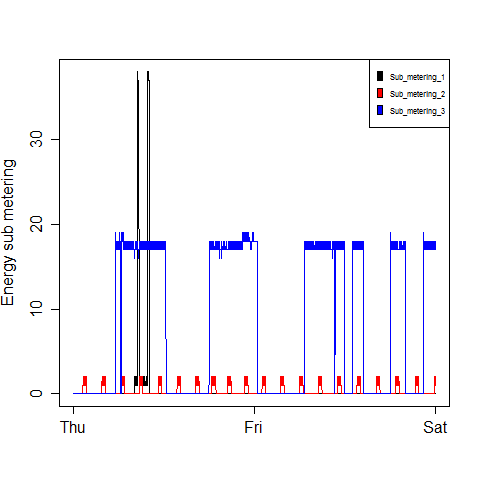 Sub_metering_1
Sub_metering_2
Sub_metering_3
Energy sub metering
30
20
10
0
Thu Fri Sat